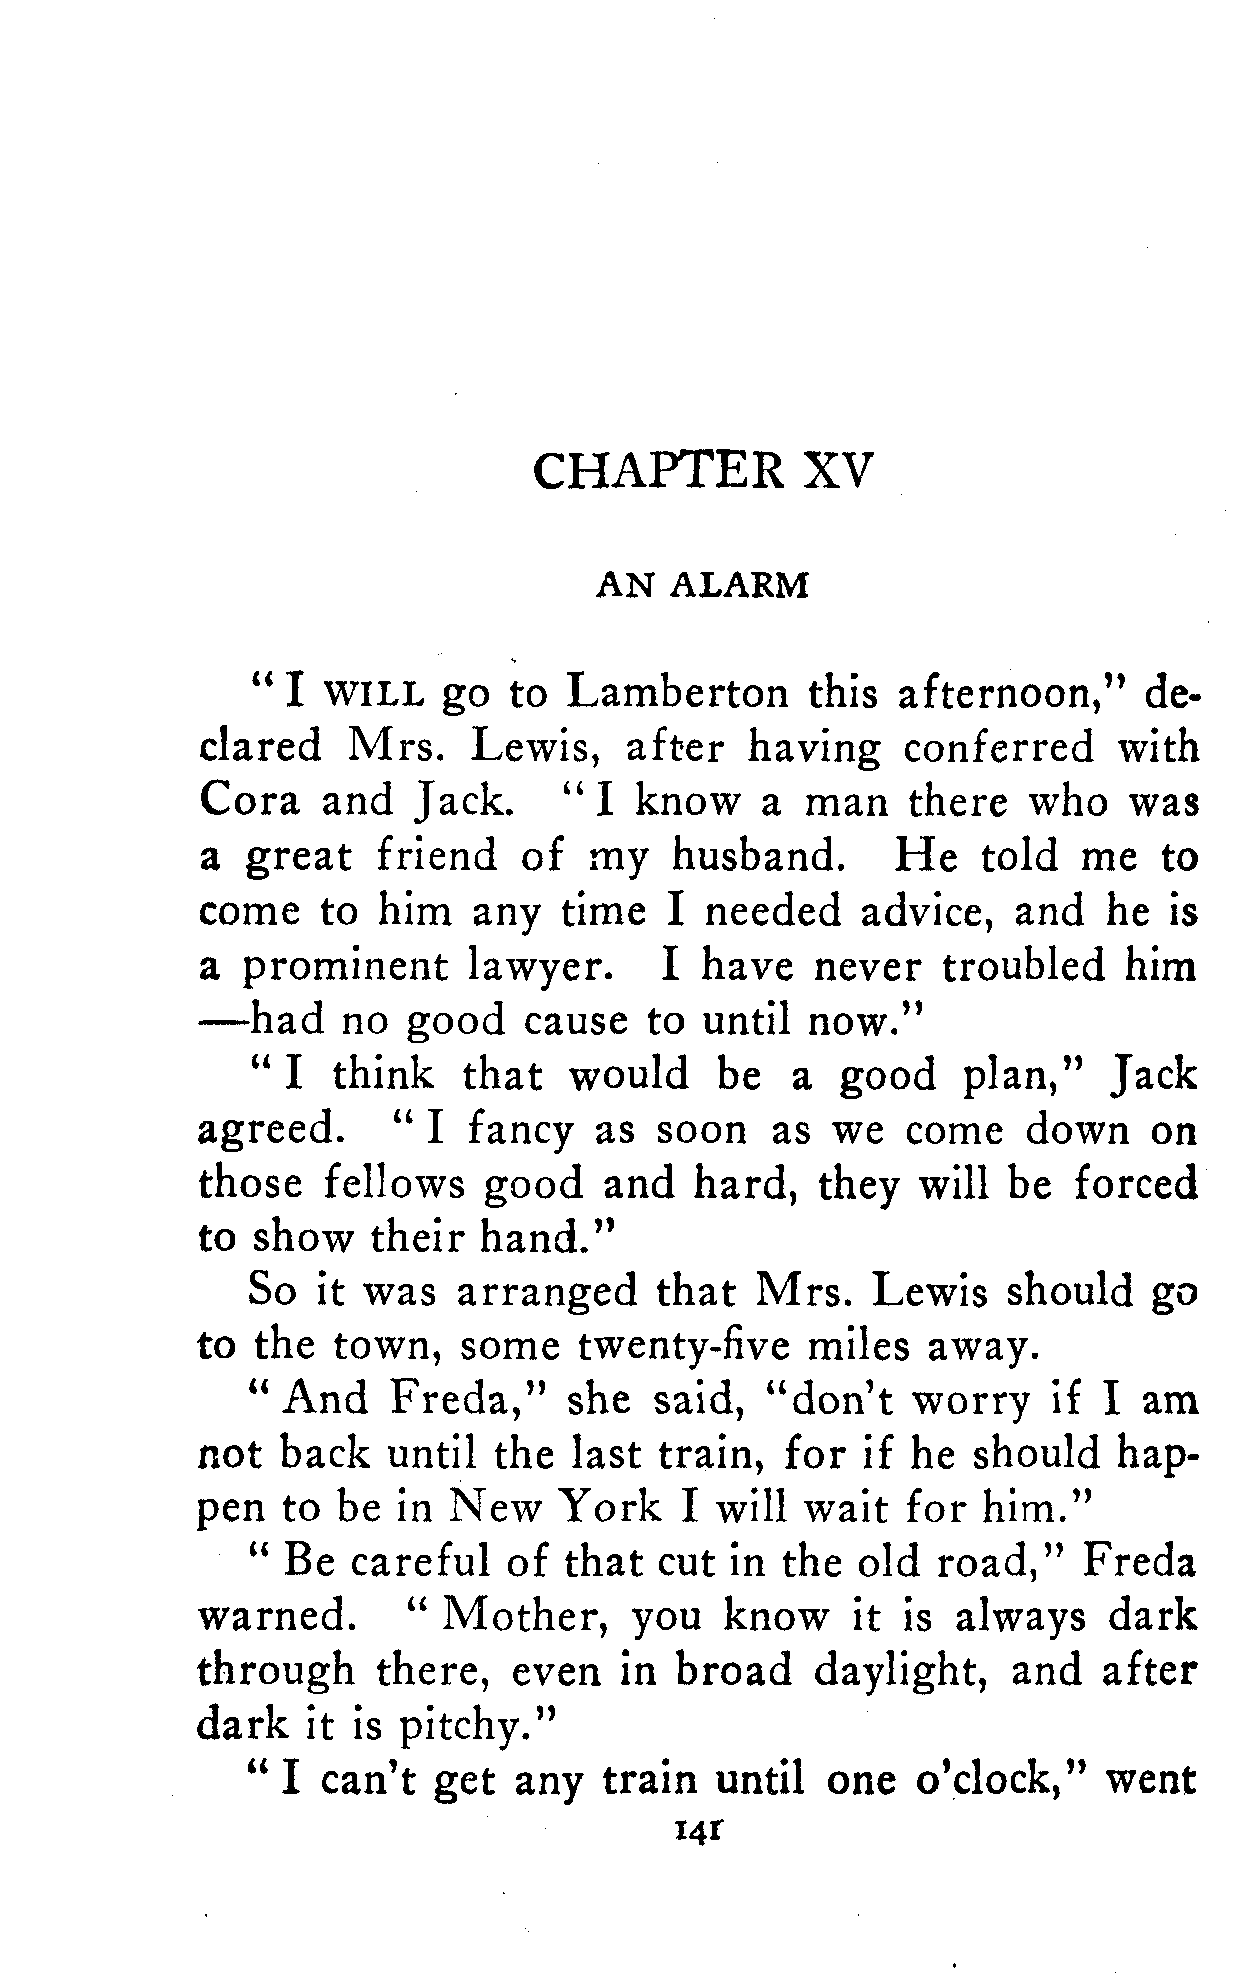 CHAPTER XV
AN ALARM
" I WILL go to Lamberton this afternoon," de-
clared Mrs. Lewis, after having conferred with
Cora and Jack. " I know a man there who was
a great friend of my husband. He told me to
come to him any time I needed advice, and he is
a prominent lawyer. I have never troubled him
—had no good cause to until now."
" I think that would be a good plan," Jack
agreed. " I fancy as soon as we come down on
those fellows good and hard, they will be forced
to show their hand."
So it was arranged that Mrs. Lewis should go
to the town, some twenty-five miles away.
" And Freda," she said, "don't worry if I am
not back until the last train, for if he should hap-
pen to be in New York I will wait for him."
" Be careful of that cut in the old road," Freda
warned. " Mother, you know it is always dark
through there, even in broad daylight, and after
dark it is pitchy."
" I can't get any train until one o'clock," went
141